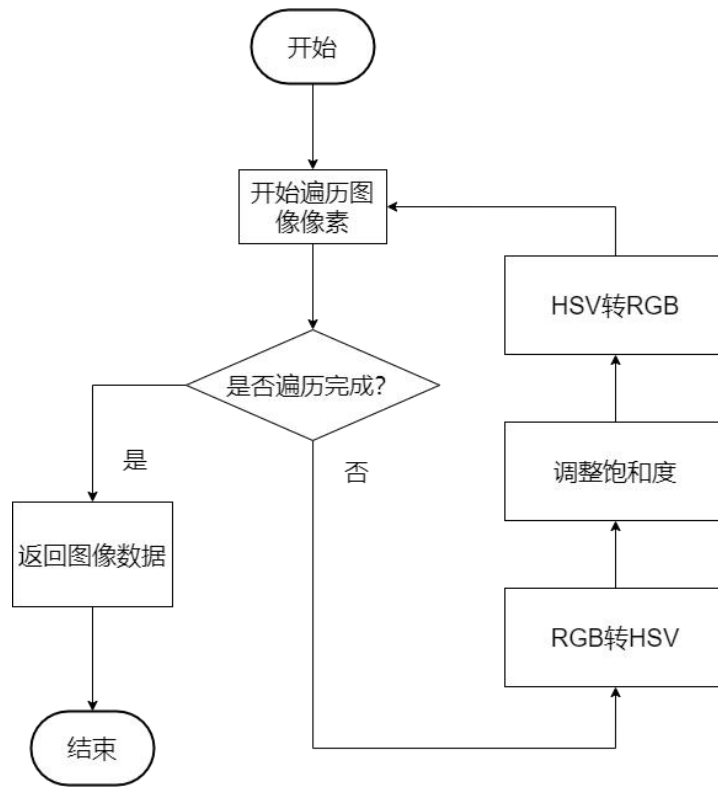 开始
开始遍历图
像像素
是否遍历完成?
是
否
返回图像数据
结束
HSV转RGB
调整饱和度
RGB转HSV